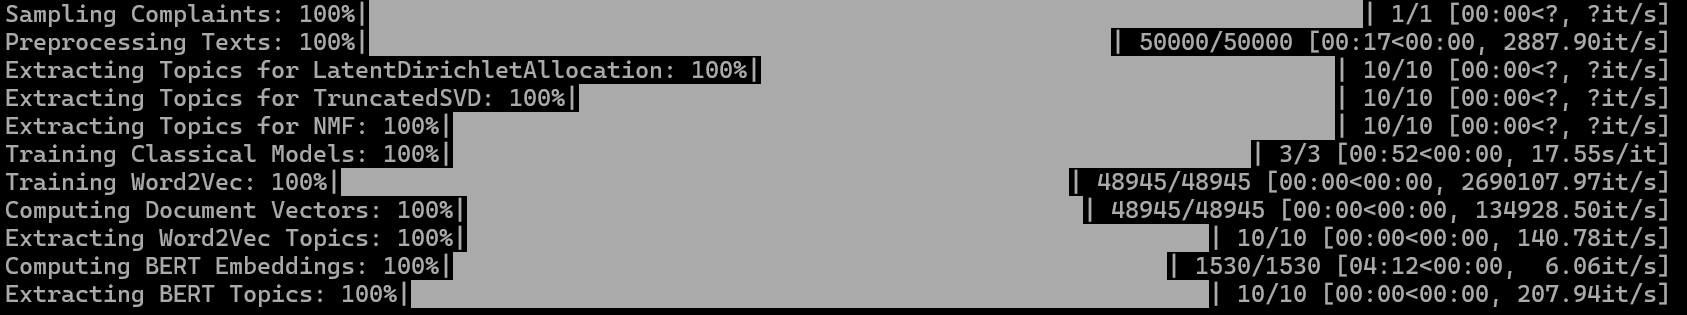 Sampling Complaints: 100%| | 1/1 [00:00<?, ?it/s]
Preprocessing Texts: 100%| | 50000/50000 [00:17<00:00, 2887.90it/s]
Extracting Topics for LatentDirichletAllocation: 100%| | 10/10 [00:00<?, ?it/s]
Extracting Topics for TruncatedSVD: 100%| | 10/10 [00:00<?, ?it/s]
Extracting Topics for NMF: 100%| | 10/10 [00:00<?, ?it/s]
Training Classical Models: 100%| | 3/3 [00:52<00:00, 17.55s/it]
Training Word2Vec: 100%| | 48945/48945 [00:00<00:00, 2690107.97it/s]
Computing Document Vectors: 100%| | 48945/48945 [00:00<00:00, 134928.50it/s]
Extracting Word2Vec Topics: 100%| | 10/10 [00:00<00:00, 140.78it/s]
Computing BERT Embeddings: 100%| | 1530/1530 [04:12<00:00,  6.06it/s]
Extracting BERT Topics: 100%| | 10/10 [00:00<00:00, 207.94it/s]